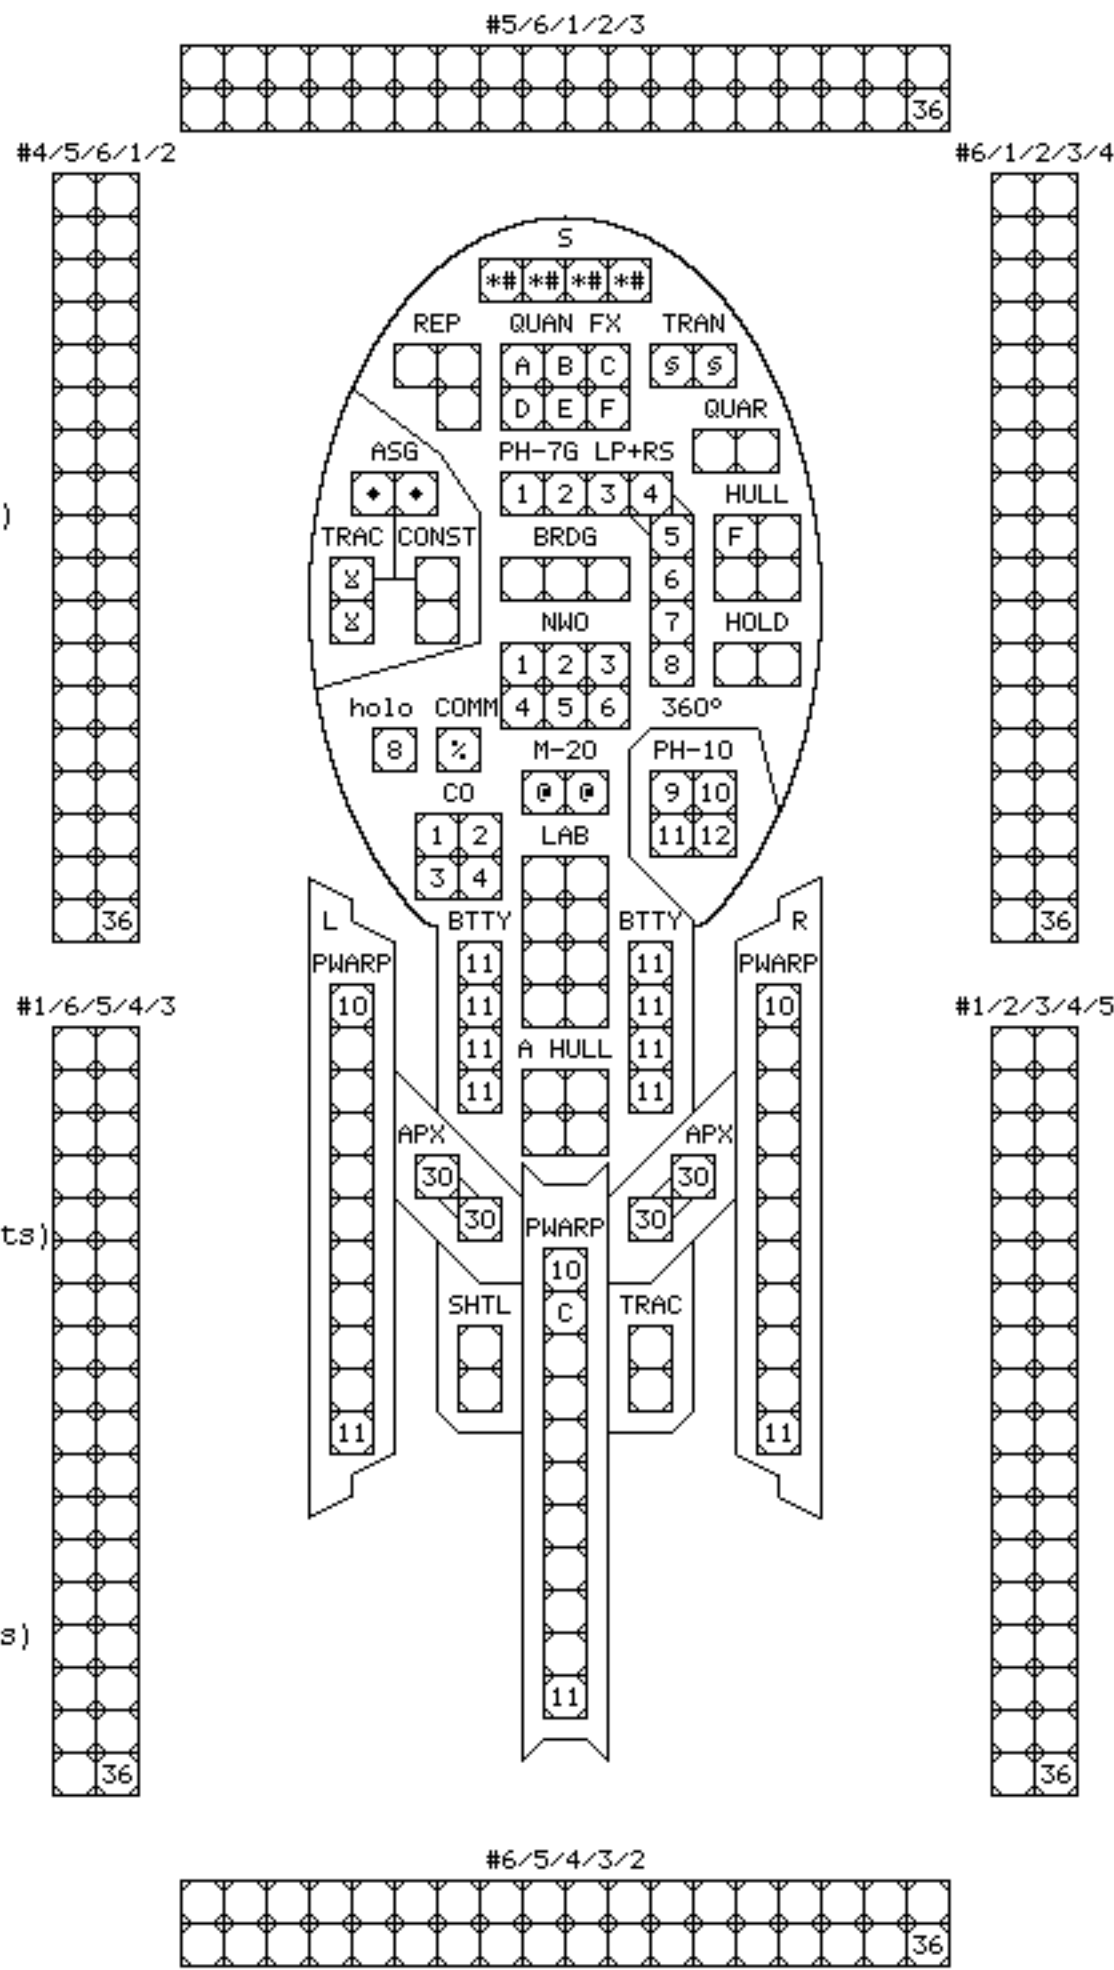 #5/6/1/2/3
36
#4/5/6/1/2 #6/1/2/3/4
S
*# *# *# *#
REP QUAN FX TRAN
A B C S S
D E F QUAR
ASG PH-7G LP+RS
♦ ♦ 1 2 3 4 HULL
)
TRAC CONST BRDG 5 F
X 6
X NWO 7 HOLD
1 2 3 8
holo COMM 4 5 6 360°
8 % M-20 PH-10
CO @ @ 9 10
1 2 LAB 11 12
3 4
36 L BTTY BTTY R 36
PWARP 11 11 PWARP
#1/6/5/4/3 10 11 11 10 #1/2/3/4/5
11 A HULL 11
11 11
APX APX
30 30
ts) 30 PWARP 30
10
SHTL C TRAC
11 11
s)
11
36 36
#6/5/4/3/2
36